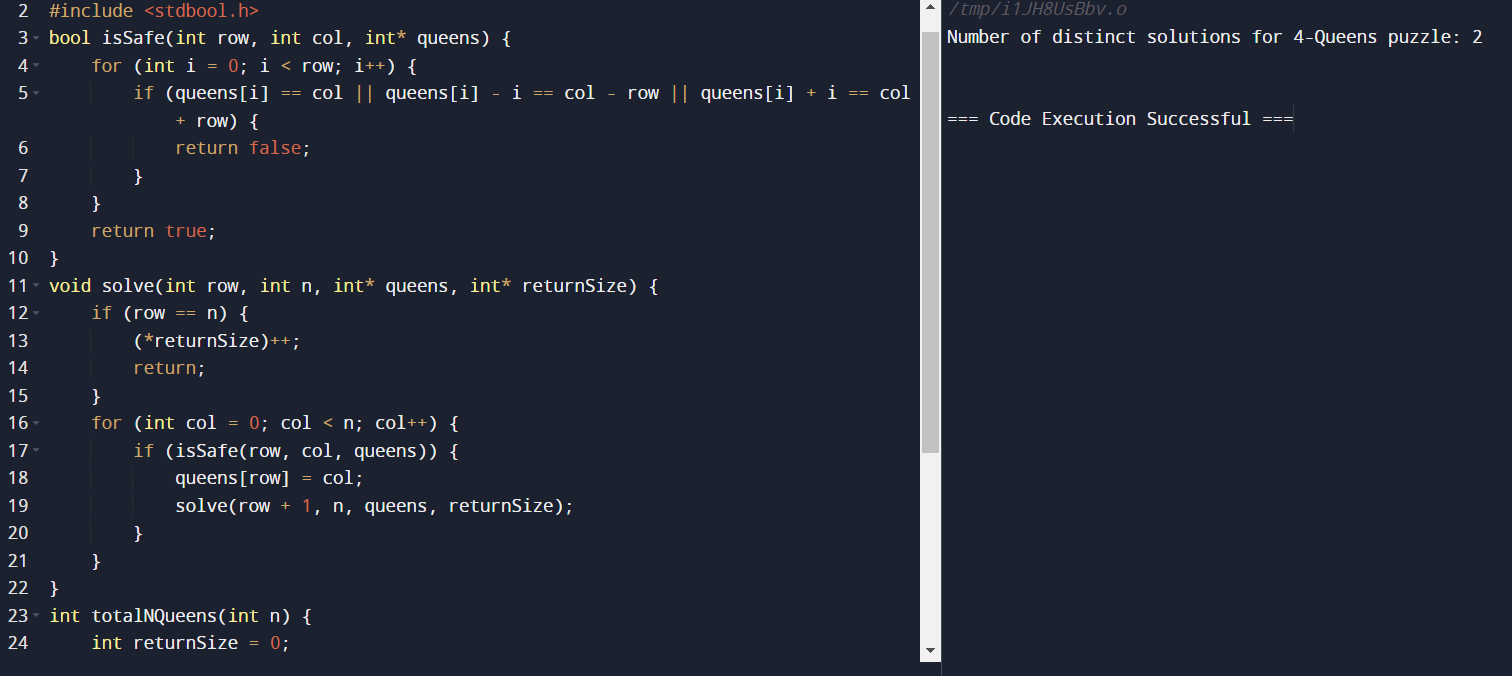 2 #include <stdbool.h>
3 bool isSafe(int row, int col, int* queens) {
4     for (int i = 0; i < row; i++) {
5         if (queens[i] == col || queens[i] - i == col - row || queens[i] + i == col
            + row) {
6             return false;
7         }
8     }
9     return true;
10 }
11 void solve(int row, int n, int* queens, int* returnSize) {
12     if (row == n) {
13         (*returnSize)++;
14         return;
15     }
16     for (int col = 0; col < n; col++) {
17         if (isSafe(row, col, queens)) {
18             queens[row] = col;
19             solve(row + 1, n, queens, returnSize);
20         }
21     }
22 }
23 int totalNQueens(int n) {
24     int returnSize = 0;
/tmp/i1JH8UsBbv.o
Number of distinct solutions for 4-Queens puzzle: 2
=== Code Execution Successful ===